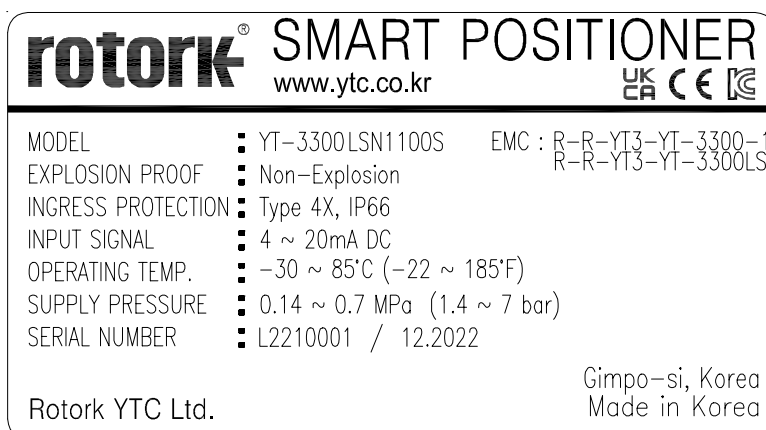 rotork® SMART POSITIONER
www.ytc.co.kr UK CA CE
MODEL : YT-3300LSN1100S EMC : R-R-YT3-YT-3300-1
R-R-YT3-YT-3300LS
EXPLOSION PROOF : Non-Explosion
INGRESS PROTECTION : Type 4X, IP66
INPUT SIGNAL : 4 ~ 20mA DC
OPERATING TEMP. : -30 ~ 85°C (-22 ~ 185°F)
SUPPLY PRESSURE : 0.14 ~ 0.7 MPa (1.4 ~ 7 bar)
SERIAL NUMBER : L2210001 / 12.2022
Gimpo-si, Korea
Rotork YTC Ltd. Made in Korea